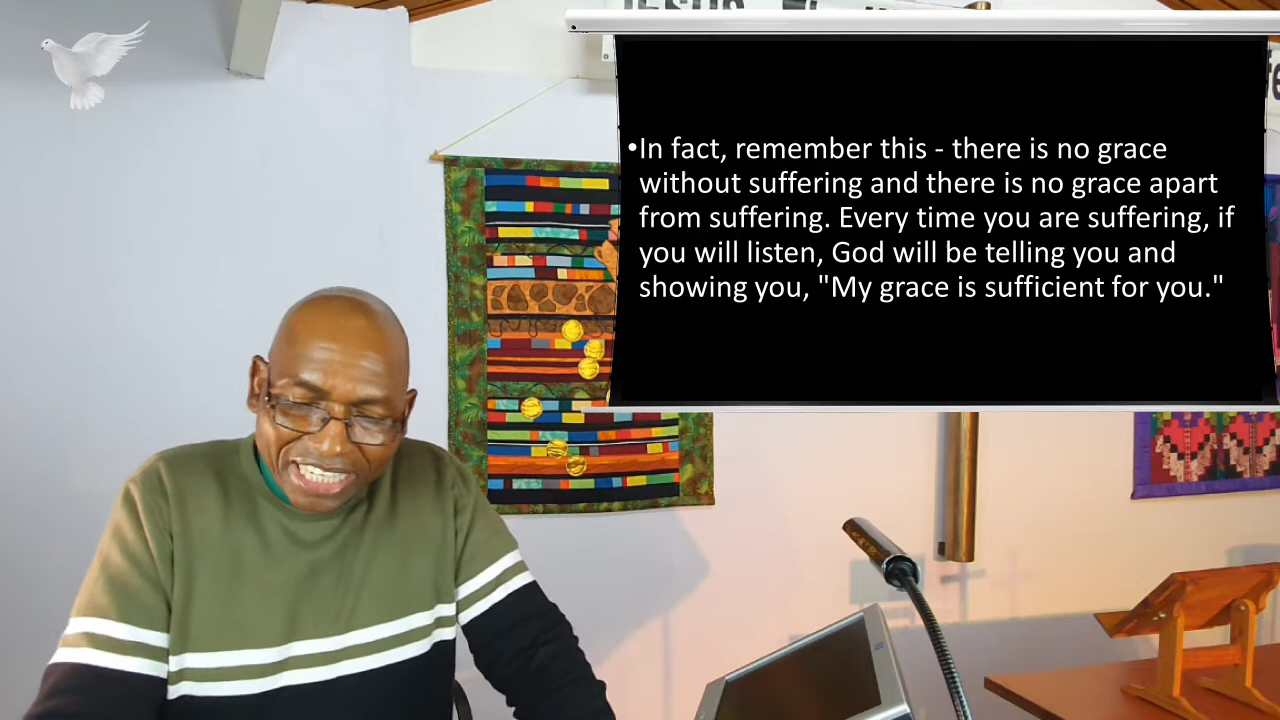 JESUS
•In fact, remember this - there is no grace
without suffering and there is no grace apart
from suffering. Every time you are suffering, if
you will listen, God will be telling you and
showing you, "My grace is sufficient for you."